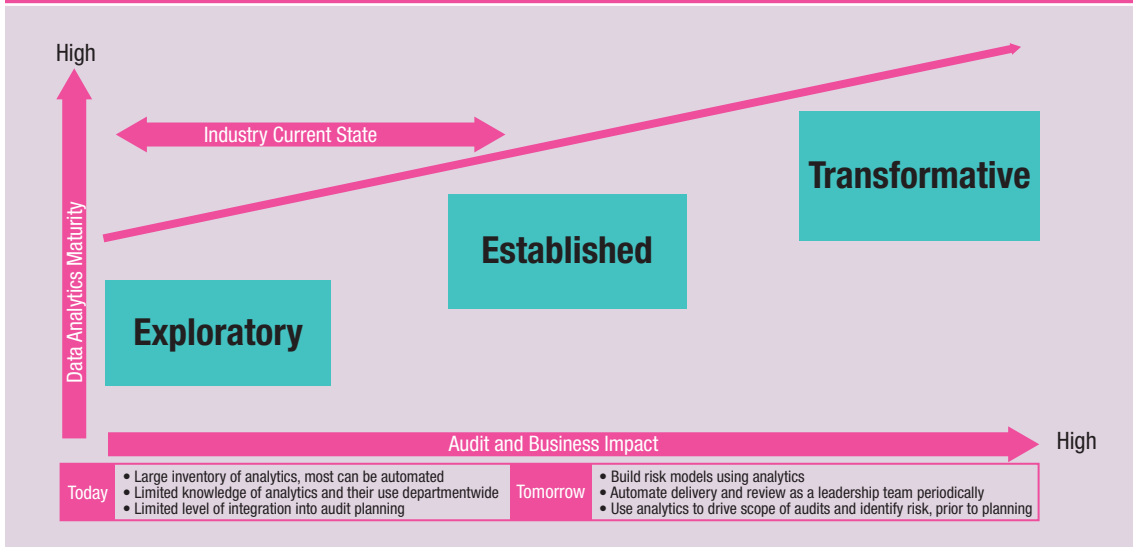 High
Industry Current State
Transformative
Established
Data Analytics Maturity
Exploratory
Audit and Business Impact
High
Today
• Large inventory of analytics, most can be automated
• Limited knowledge of analytics and their use departmentwide
• Limited level of integration into audit planning
Tomorrow
• Build risk models using analytics
• Automate delivery and review as a leadership team periodically
• Use analytics to drive scope of audits and identify risk, prior to planning